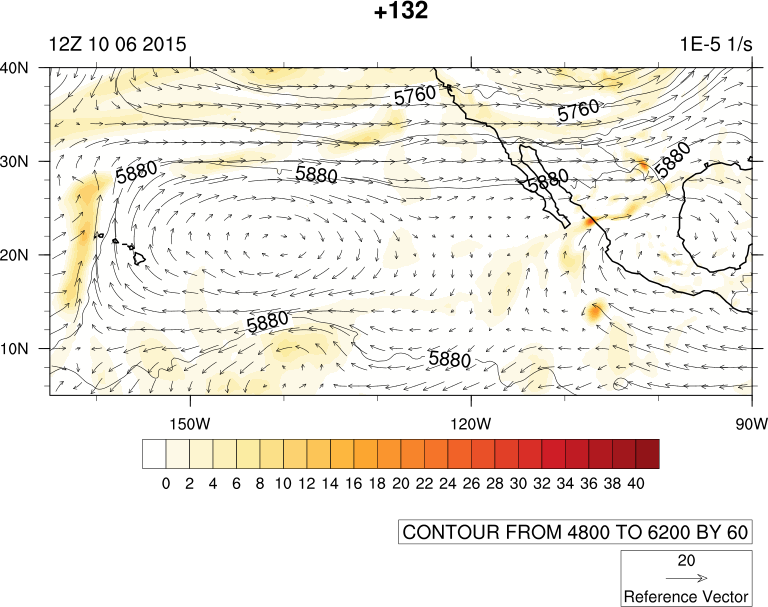 +132
12Z 10 06 2015 1E-5 1/s
40N
5760
5760
30N
5880
5880
5880
5880
20N
5880
5880
10N
150W 120W 90W
0 2 4 6 8 10 12 14 16 18 20 22 24 26 28 30 32 34 36 38 40
CONTOUR FROM 4800 TO 6200 BY 60
20
Reference Vector